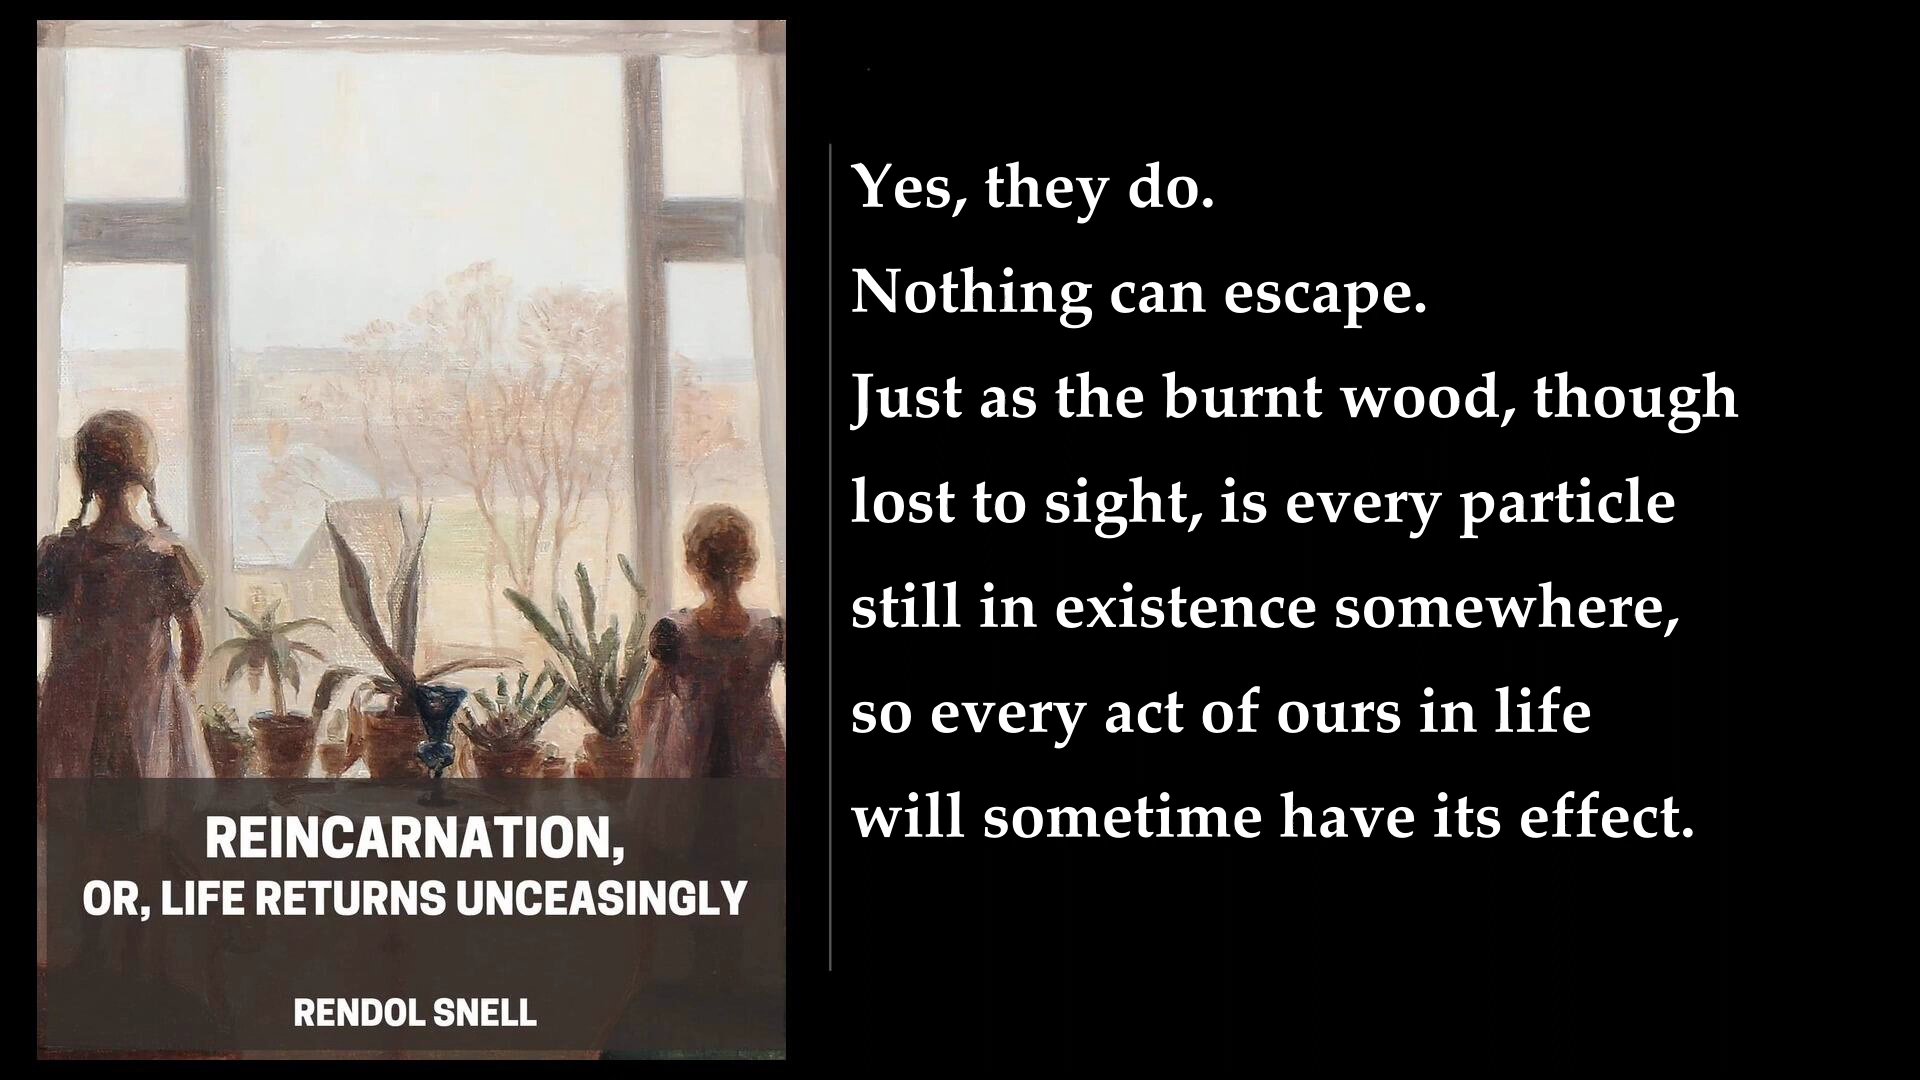 REINCARNATION,
OR, LIFE RETURNS UNCEASINGLY
RENDOL SNELL
Yes, they do.
Nothing can escape.
Just as the burnt wood, though
lost to sight, is every particle
still in existence somewhere,
so every act of ours in life
will sometime have its effect.